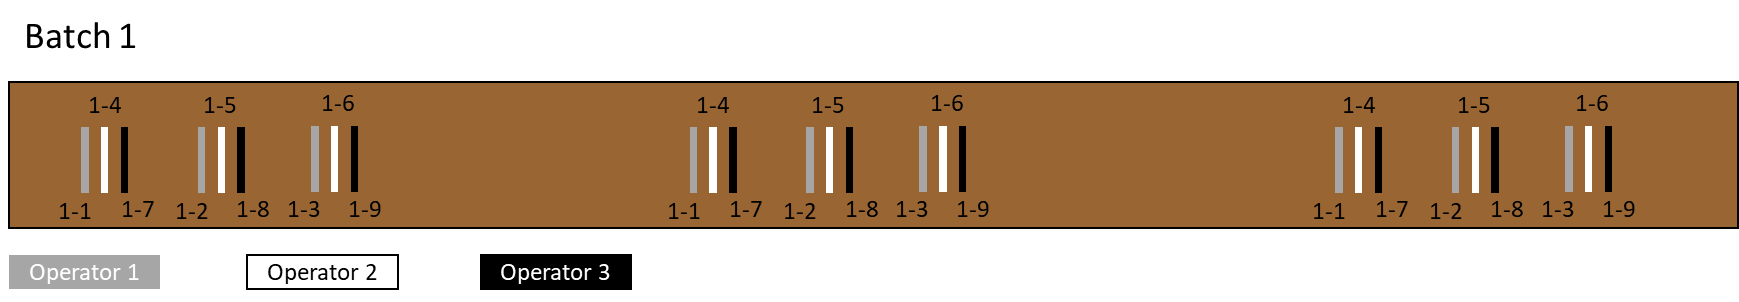 Batch 1
1-4 1-5 1-6 1-4 1-5 1-6 1-4 1-5 1-6
1-1 1-7 1-2 1-8 1-3 1-9 1-1 1-7 1-2 1-8 1-3 1-9 1-1 1-7 1-2 1-8 1-3 1-9
Operator 1 Operator 2 Operator 3